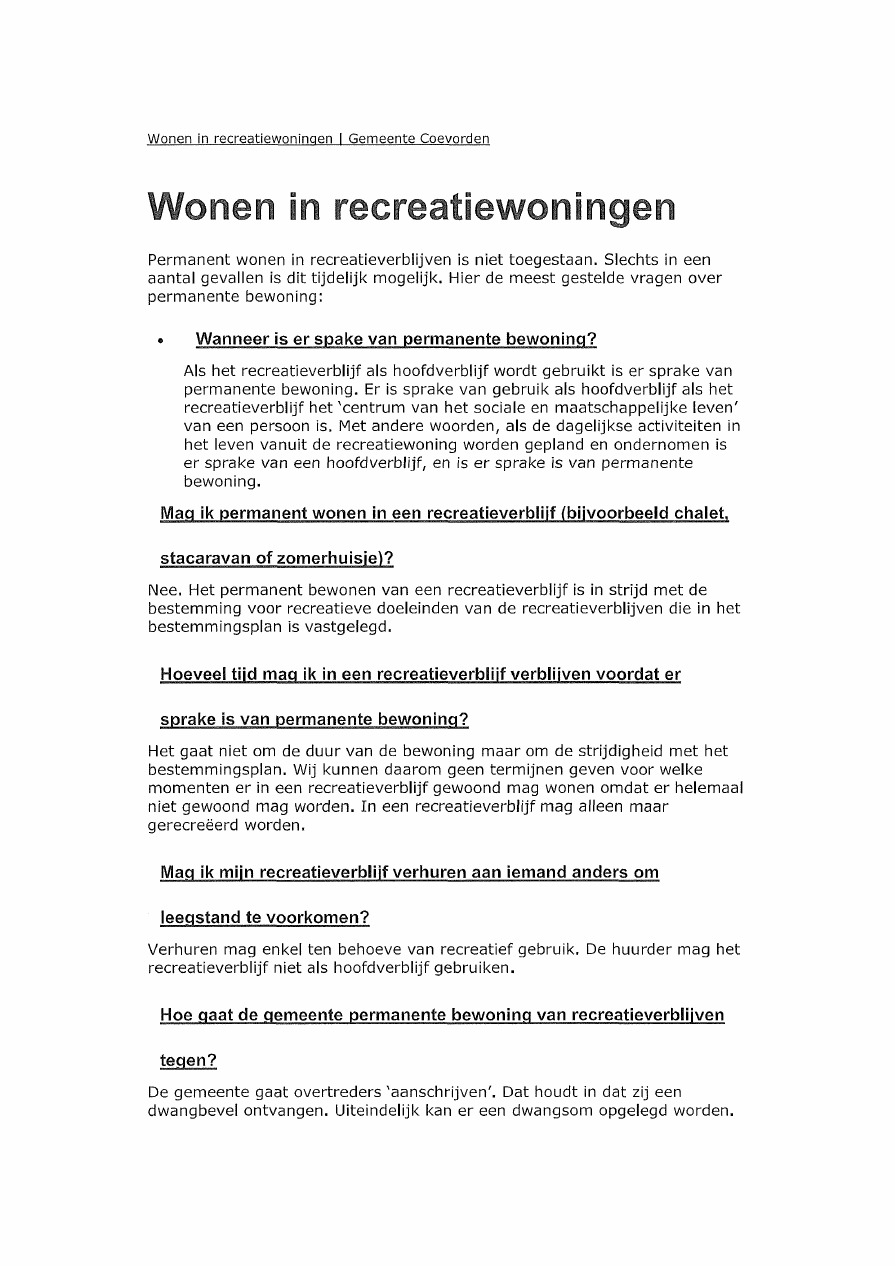 Wonen in recreatiewoningen | Gemeente Coevorden
Wonen in recreatiewoningen
Permanent wonen in recreatieverblijven is niet toegestaan. Slechts in een
aantal gevallen is dit tijdelijk mogelijk. Hier de meest gestelde vragen over
permanente bewoning:
• Wanneer is er spake van permanente bewoning?
Als het recreatieverblijf als hoofdverblijf wordt gebruikt is er sprake van
permanente bewoning. Er is sprake van gebruik als hoofdverblijf als het
recreatieverblijf het ‘centrum van het sociale en maatschappelijke leven’
van een persoon is. Met andere woorden, als de dagelijkse activiteiten in
het leven vanuit de recreatiewoning worden gepland en ondernomen is
er sprake van een hoofdverblijf, en is er sprake is van permanente
bewoning.
Mag ik permanent wonen in een recreatieverblijf (bijvoorbeeld chalet,
stacaravan of zomerhuisje)?
Nee. Het permanent bewonen van een recreatieverblijf is in strijd met de
bestemming voor recreatieve doeleinden van de recreatieverblijven die in het
bestemmingsplan is vastgelegd.
Hoeveel tijd mag ik in een recreatieverblijf verblijven voordat er
sprake is van permanente bewoning?
Het gaat niet om de duur van de bewoning maar om de strijdigheid met het
bestemmingsplan. Wij kunnen daarom geen termijnen geven voor welke
momenten er in een recreatieverblijf gewoond mag wonen omdat er helemaal
niet gewoond mag worden. In een recreatieverblijf mag alleen maar
gerecreëerd worden.
Mag ik mijn recreatieverblijf verhuren aan iemand anders om
leegstand te voorkomen?
Verhuren mag enkel ten behoeve van recreatief gebruik. De huurder mag het
recreatieverblijf niet als hoofdverblijf gebruiken.
Hoe gaat de gemeente permanente bewoning van recreatieverblijven
tegen?
De gemeente gaat overtreders ‘aanschrijven’. Dat houdt in dat zij een
dwangbevel ontvangen. Uiteindelijk kan er een dwangsom opgelegd worden.